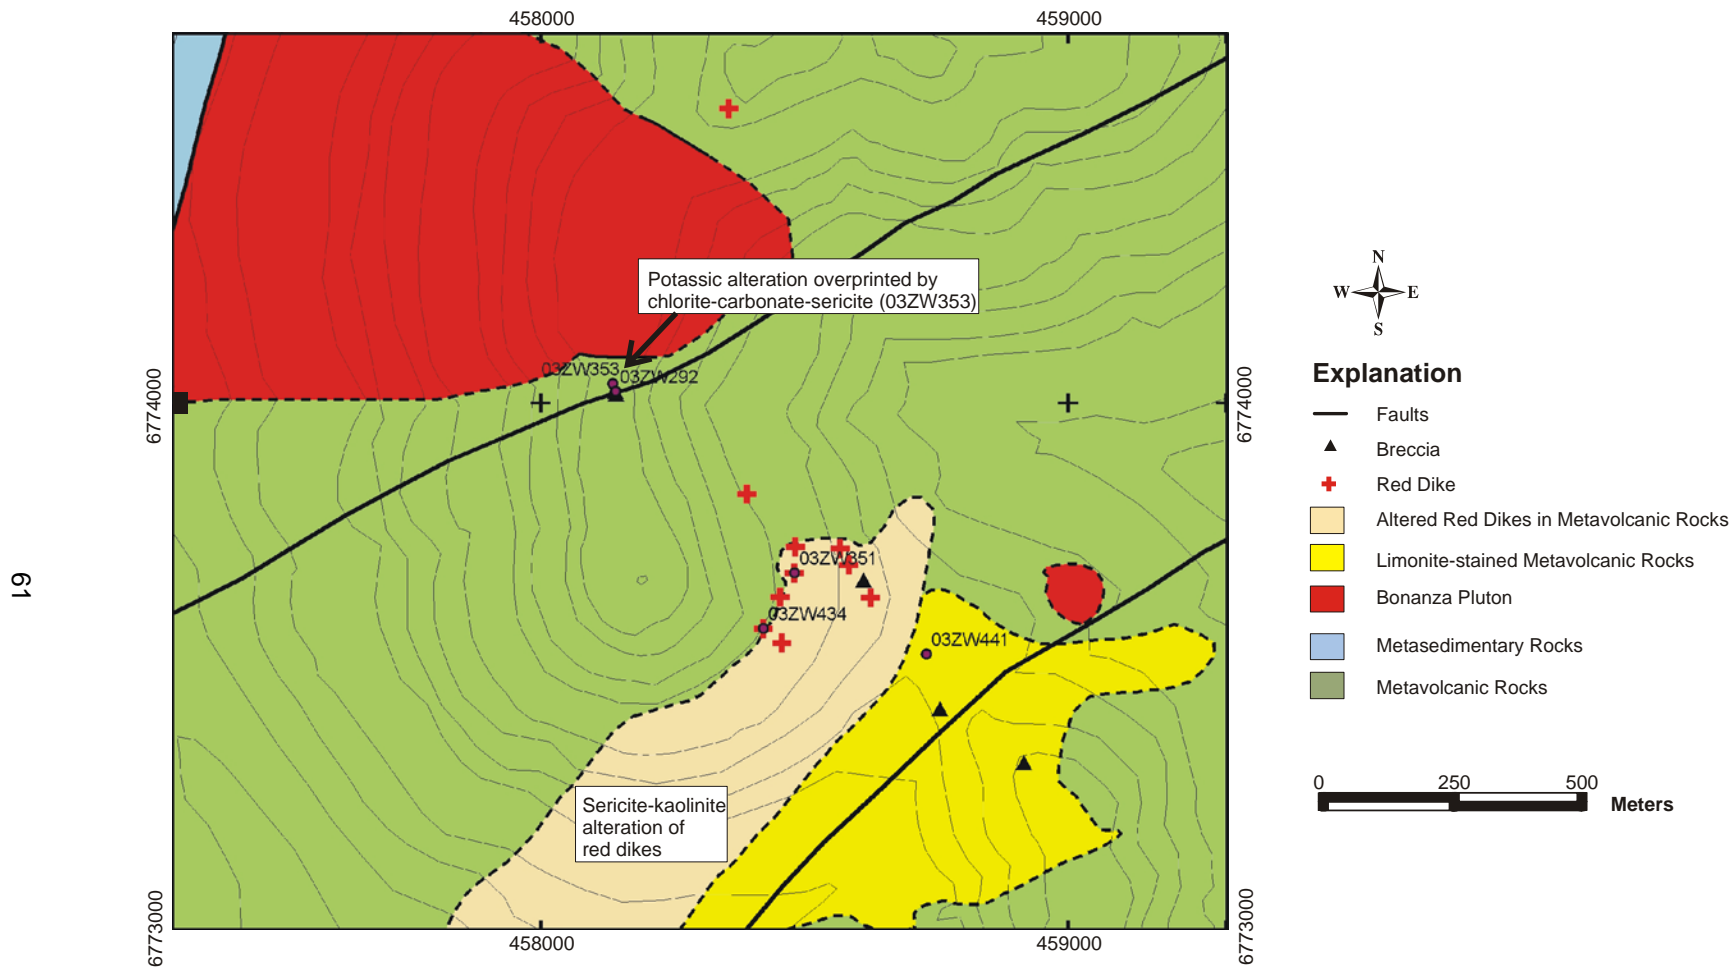 458000
459000
Potassic alteration overprinted by
chlorite-carbonate-sericite (03ZW353)
03ZW353
03ZW292
6774000
6774000
03ZW351
03ZW434
03ZW441
Sericite-kaolinite
alteration of
red dikes
6773000
6773000
458000
459000
61
N
W
E
S
Explanation
Faults
Breccia
Red Dike
Altered Red Dikes in Metavolcanic Rocks
Limonite-stained Metavolcanic Rocks
Bonanza Pluton
Metasedimentary Rocks
Metavolcanic Rocks
0
250
500
Meters